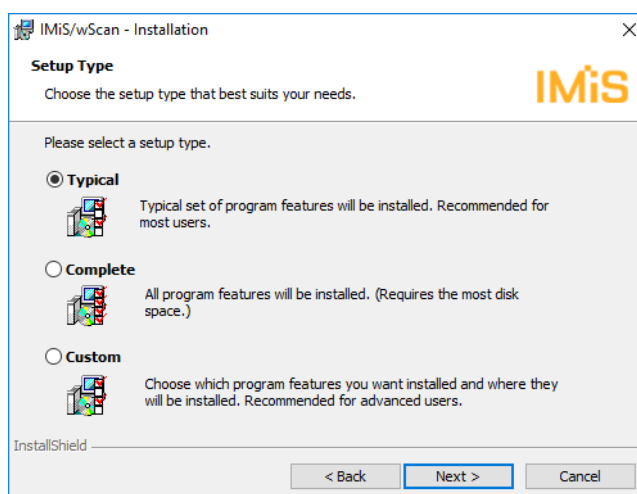 IMiS/wScan - Installation
Setup Type
Choose the setup type that best suits your needs.
IMiS
Please select a setup type.
Typical
Typical set of program features will be installed. Recommended for
most users.
Complete
All program features will be installed. (Requires the most disk
space.)
Custom
Choose which program features you want installed and where they
will be installed. Recommended for advanced users.
InstallShield
< Back
Next >
Cancel